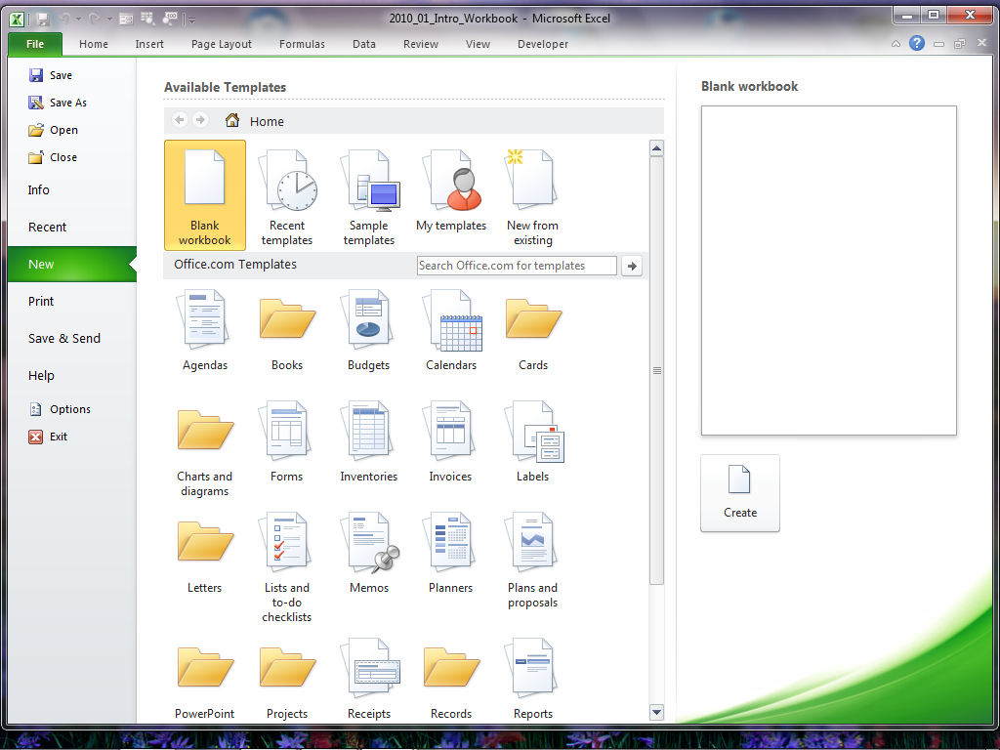 2010_01_Intro_Workbook - Microsoft Excel
File Home Insert Page Layout Formulas Data Review View Developer
Save
Save As
Open
Close
Info
Recent
New
Print
Save & Send
Help
Options
Exit
Available Templates
Home
Blank
workbook
Recent
templates
Sample
templates
My templates
New from
existing
Office.com Templates
Search Office.com for templates
Agendas
Books
Budgets
Calendars
Cards
Charts and
diagrams
Forms
Inventories
Invoices
Labels
Letters
Lists and
to-do
checklists
Memos
Planners
Plans and
proposals
PowerPoint
Projects
Receipts
Records
Reports
Blank workbook
Create